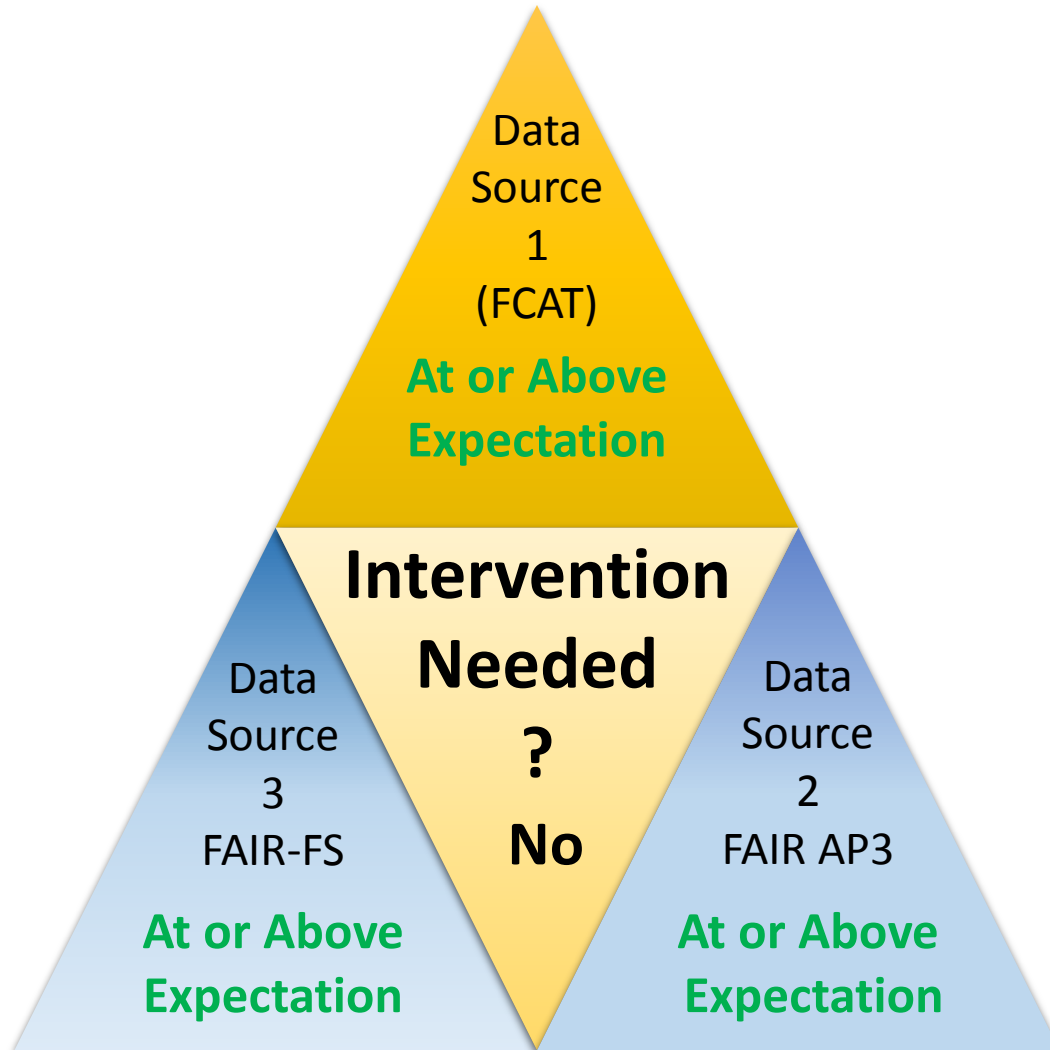 Data
Source
1
(FCAT)
At or Above
Expectation
Intervention
Needed
?
No
Data
Source
3
FAIR-FS
At or Above
Expectation
Data
Source
2
FAIR AP3
At or Above
Expectation